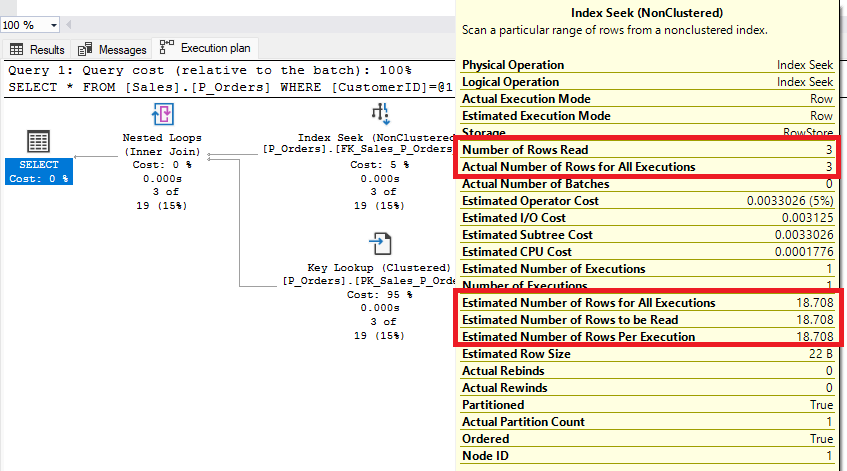 100 %
Results Messages Execution plan
Query 1: Query cost (relative to the batch): 100%
SELECT * FROM [Sales].[P_Orders] WHERE [CustomerID]=@1
SELECT
Cost: 0 %
Nested Loops
(Inner Join)
Cost: 0 %
0.000s
3 of
19 (15%)
Index Seek (NonClustered
[P_Orders].[FK_Sales_P_Orders
Cost: 5 %
0.000s
3 of
19 (15%)
Key Lookup (Clustered)
[P_Orders].[PK_Sales_P_Orde
Cost: 95 %
0.000s
3 of
19 (15%)
Index Seek (NonClustered)
Scan a particular range of rows from a nonclustered index.
Physical Operation Index Seek
Logical Operation Index Seek
Actual Execution Mode Row
Estimated Execution Mode Row
Storage RowStore
Number of Rows Read 3
Actual Number of Rows for All Executions 3
Actual Number of Batches 0
Estimated Operator Cost 0.0033026 (5%)
Estimated I/O Cost 0.003125
Estimated Subtree Cost 0.0033026
Estimated CPU Cost 0.0001776
Estimated Number of Executions 1
Number of Executions 1
Estimated Number of Rows for All Executions 18.708
Estimated Number of Rows to be Read 18.708
Estimated Number of Rows Per Execution 18.708
Estimated Row Size 22 B
Actual Rebinds 0
Actual Rewinds 0
Partitioned True
Actual Partition Count 1
Ordered True
Node ID 1